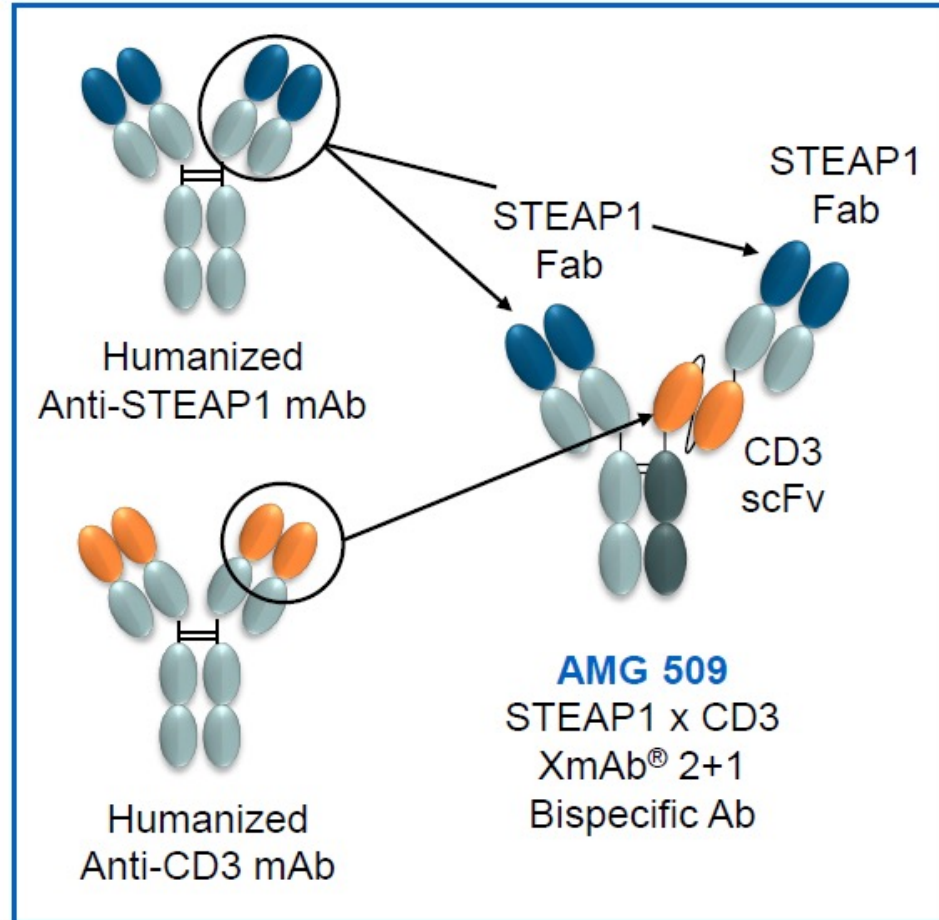 STEAP1
Fab
STEAP1
Fab
Humanized
Anti-STEAP1 mAb
CD3
scFv
AMG 509
STEAP1 x CD3
XmAb® 2+1
Bispecific Ab
Humanized
Anti-CD3 mAb